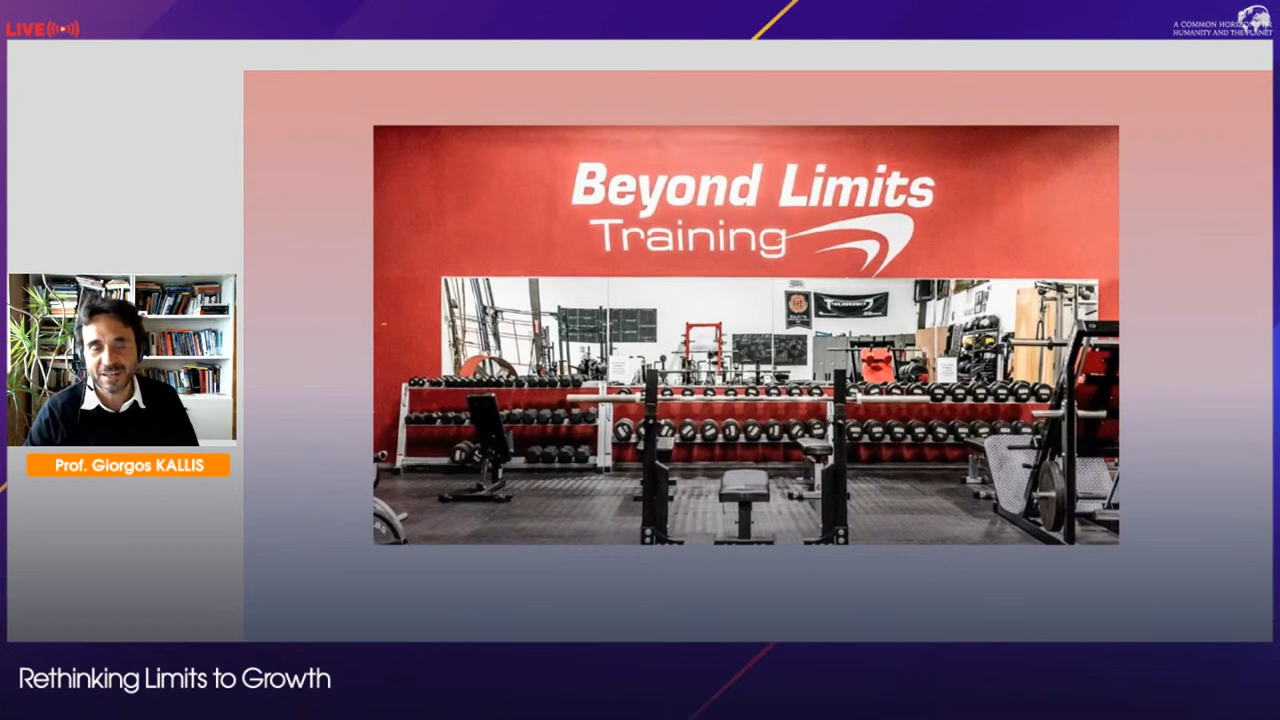 LIVE
A COMMON HORIZON FOR
HUMANITY AND THE PLANET
Beyond Limits
Training
Prof. Giorgos KALLIS
Rethinking Limits to Growth